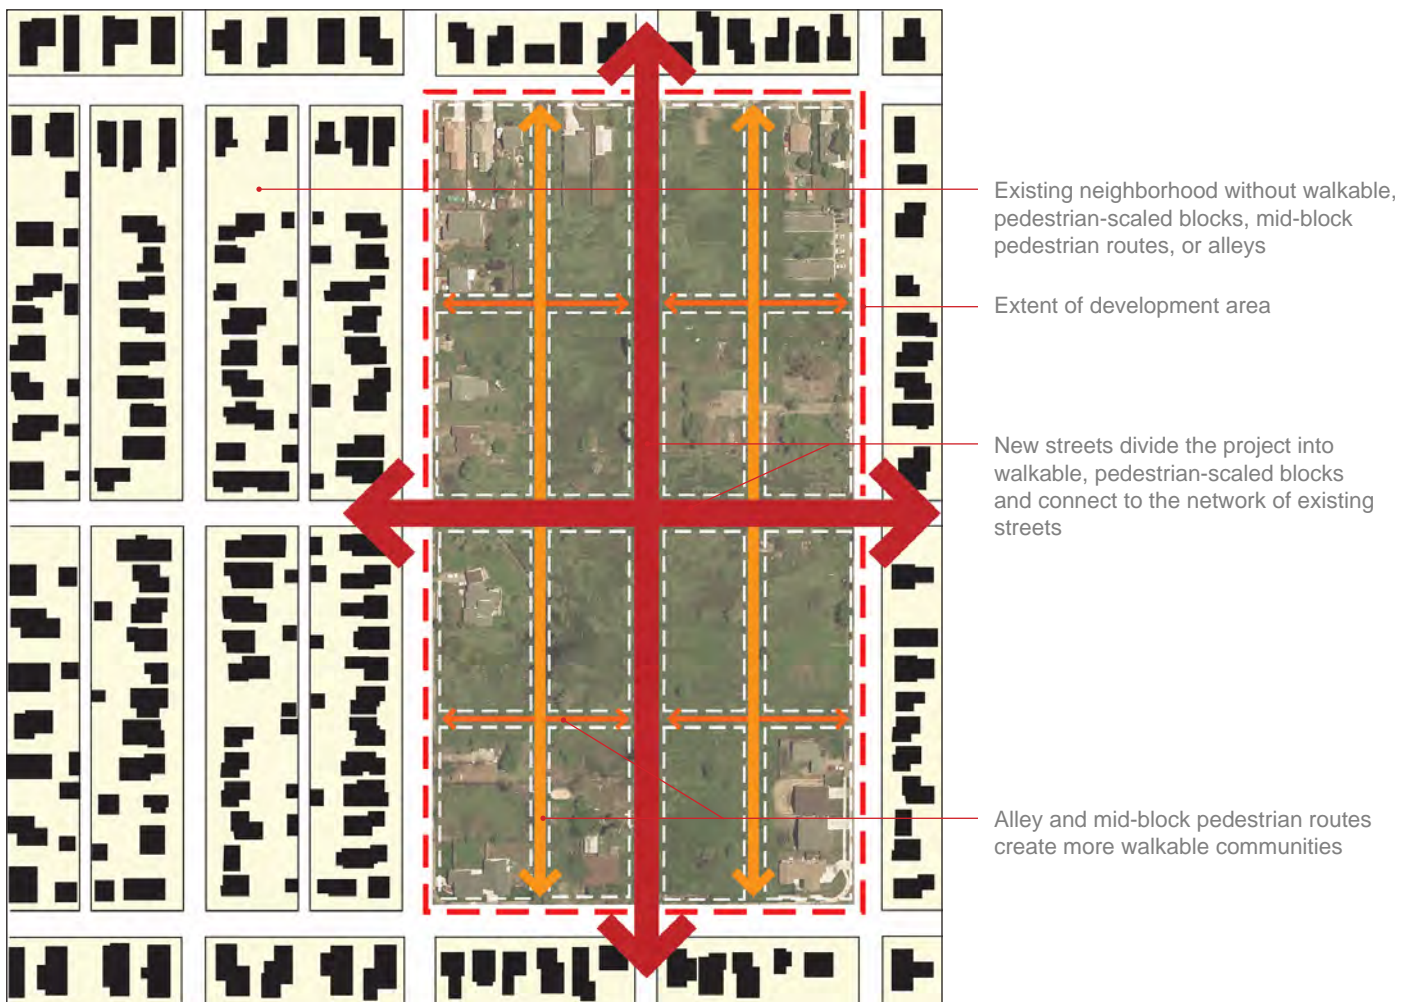 Existing neighborhood without walkable,
pedestrian-scaled blocks, mid-block
pedestrian routes, or alleys
Extent of development area
New streets divide the project into
walkable, pedestrian-scaled blocks
and connect to the network of existing
streets
Alley and mid-block pedestrian routes
create more walkable communities